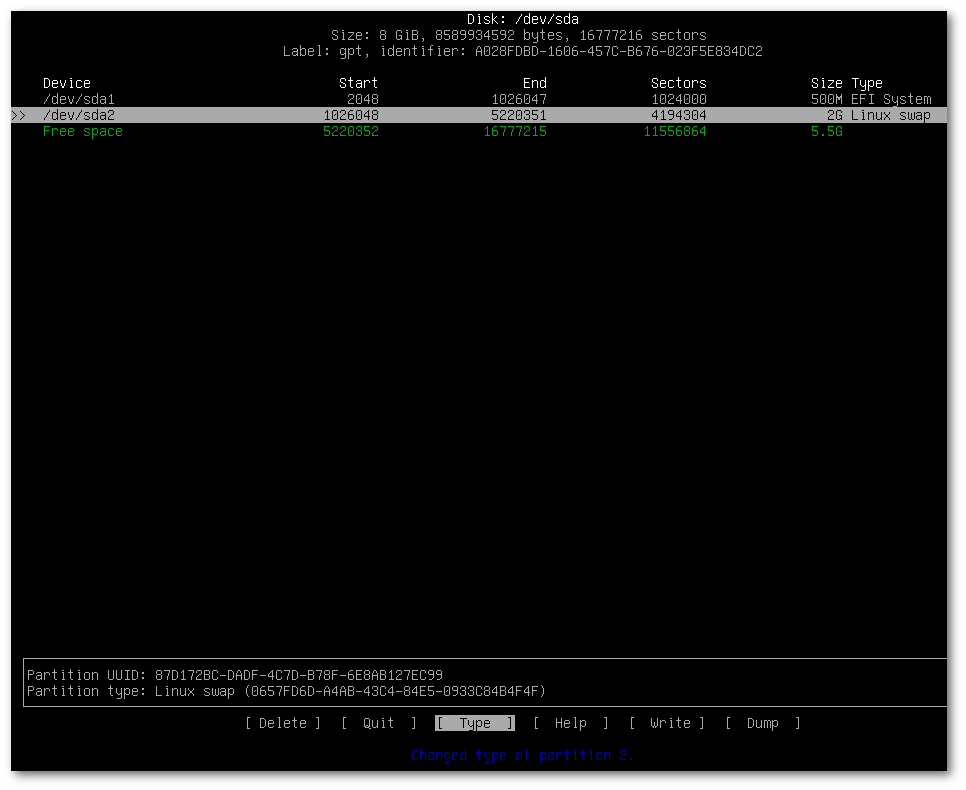 Disk: /dev/sda
Size: 8 GiB, 8589934592 bytes, 16777216 sectors
Label: gpt, identifier: A028FDBD-1606-457C-B676-023F5E834DC2
Device Start End Sectors Size Type
/dev/sda1 2048 1026047 1024000 500M EFI System
>> /dev/sda2 1026048 5220351 4194304 2G Linux swap
Free space 5220352 16777215 11556864 5.5G
Partition UUID: 87D172BC-DADF-4C7D-B78F-6E8AB127EC99
Partition type: Linux swap (0657FD6D-A4AB-43C4-84E5-0933C84B4F4F)
[ Delete ] [ Quit ] [ Type ] [ Help ] [ Write ] [ Dump ]
Changed type of partition 2.